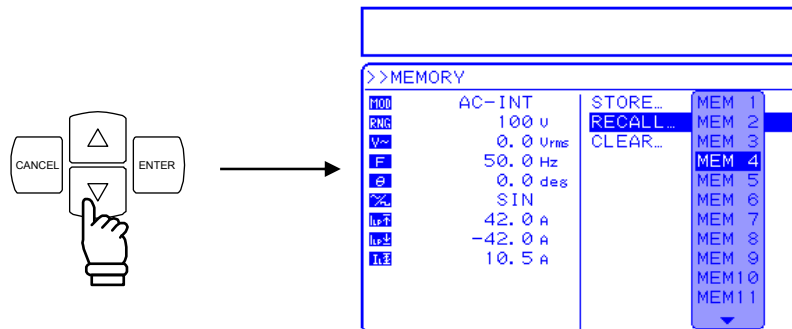 CANCEL
ENTER
>>MEMORY
MOD AC-INT
RNG 100 V
V~ 0.0 Vrms
F 50.0 Hz
θ 0.0 deg
SIN
42.0 A
-42.0 A
10.5 A
STORE…
RECALL…
CLEAR…
MEM 1
MEM 2
MEM 3
MEM 4
MEM 5
MEM 6
MEM 7
MEM 8
MEM 9
MEM10
MEM11